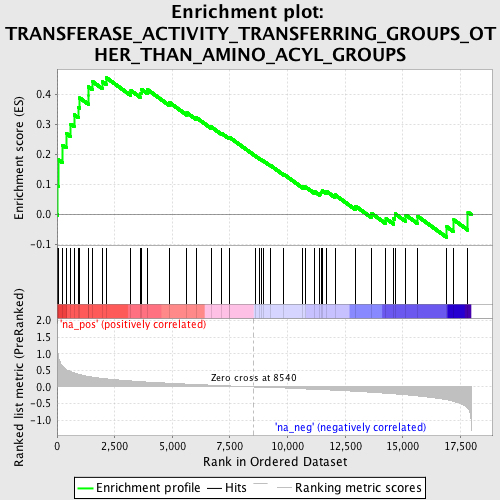 Enrichment plot:
TRANSFERASE_ACTIVITY_TRANSFERRING_GROUPS_OT
HER_THAN_AMINO_ACYL_GROUPS
Enrichment score (ES)
0.4
0.3
0.2
0.1
0.0
-0.1
'na_pos' (positively correlated)
Ranked list metric (PreRanked)
2.0
1.5
1.0
0.5
0.0
-0.5
-1.0
Zero cross at 8540
'na_neg' (negatively correlated)
0 2,500 5,000 7,500 10,000 12,500 15,000 17,500
Rank in Ordered Dataset
Enrichment profile Hits Ranking metric scores